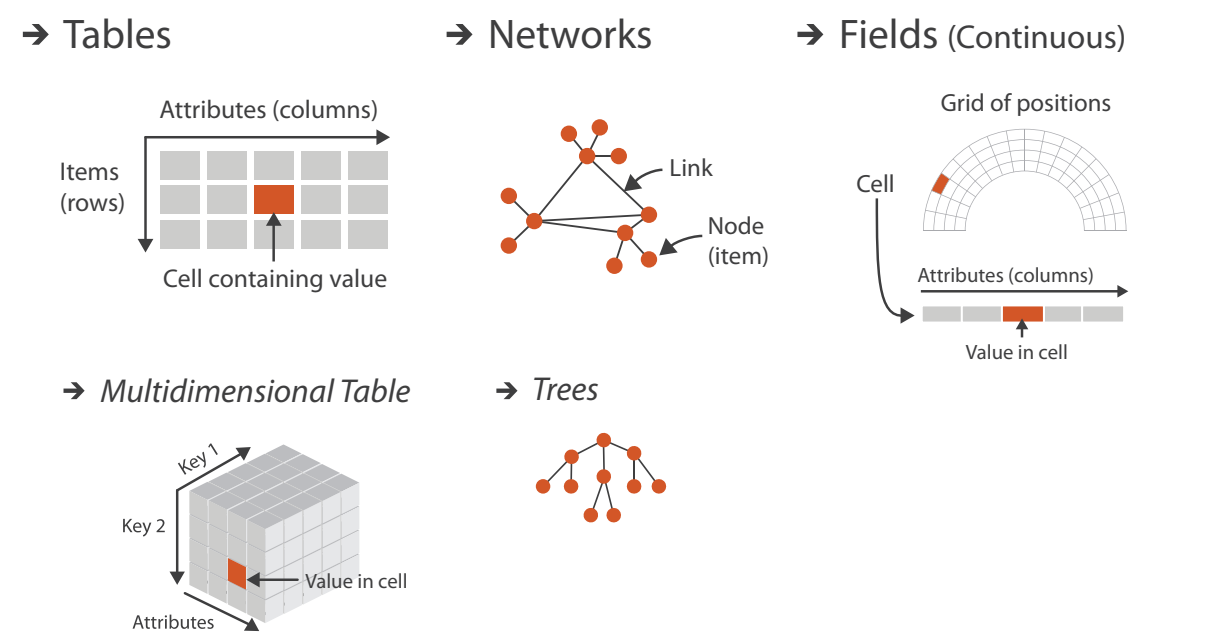 → Tables
Attributes (columns)
Items
(rows)
Cell containing value
→ Networks
Link
Node
(item)
→ Fields (Continuous)
Grid of positions
Cell
Attributes (columns)
Value in cell
→ Multidimensional Table
Key 1
Key 2
Value in cell
Attributes
→ Trees